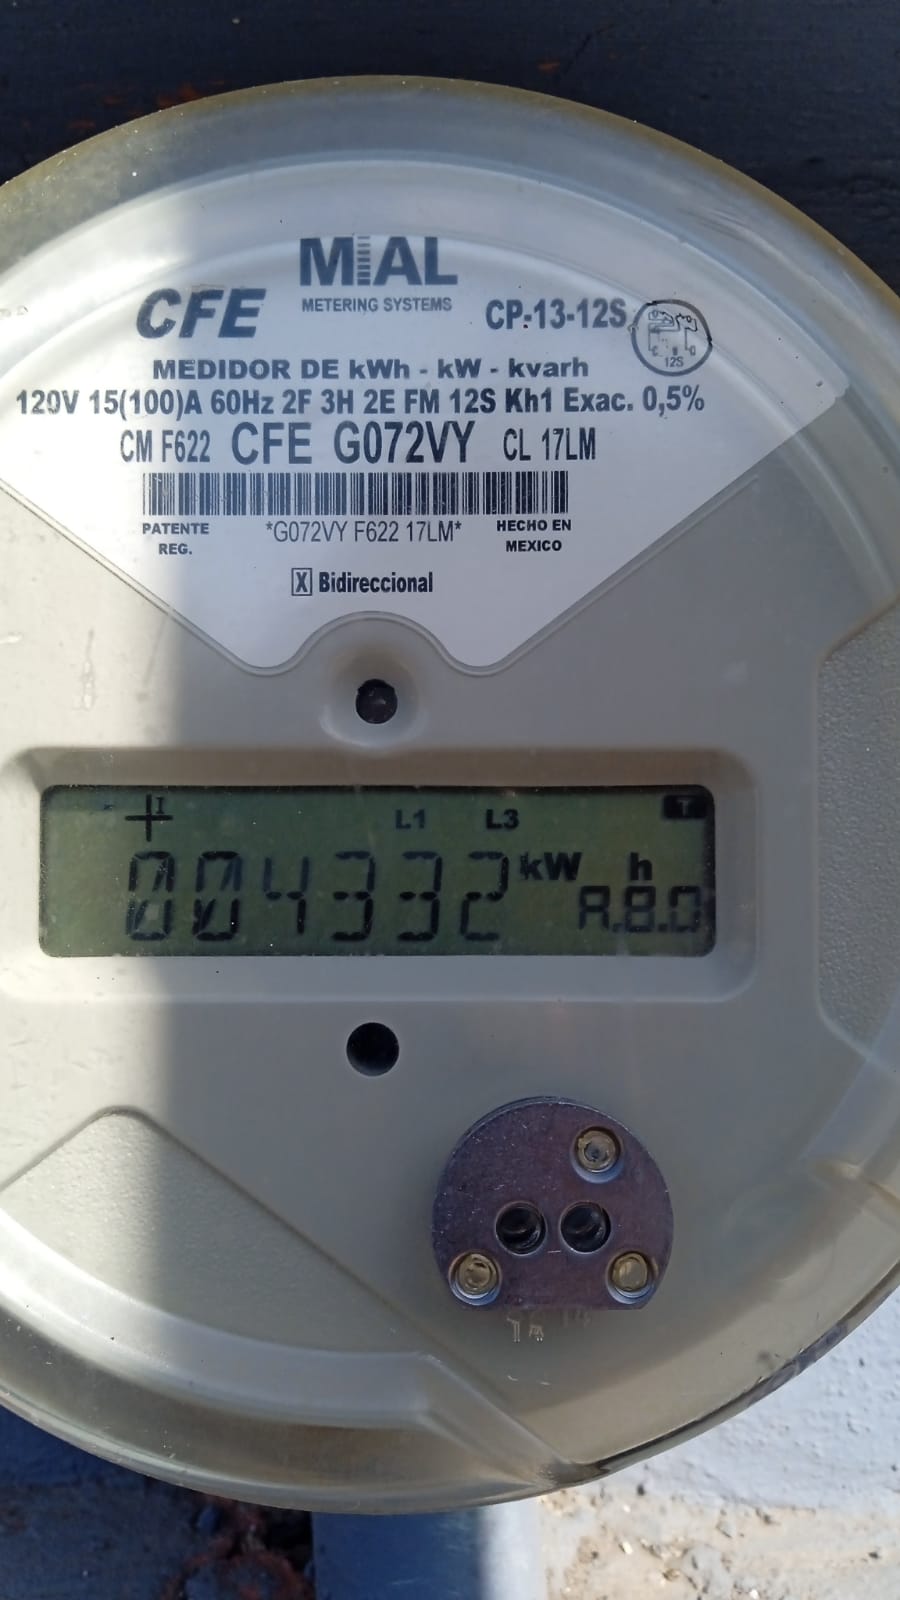 MIAL
METERING SYSTEMS
CFE
CP-13-12S
12S
MEDIDOR DE kWh - kW - kvarh
120V 15(100)A 60Hz 2F 3H 2E FM 12S Kh1 Exac. 0,5%
CM F622 CFE G072VY CL 17LM
PATENTE REG.
*G072VY F622 17LM*
HECHO EN MEXICO
X Bidireccional
L1 L3 T
004332 kW h
A.8.0